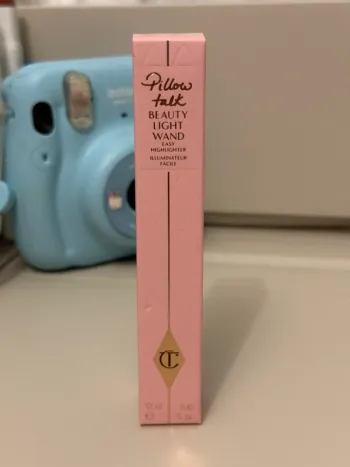 Pillow
talk
BEAUTY
LIGHT
WAND
EASY
HIGHLIGHTER
ILLUMINATEUR
FACILE
CT